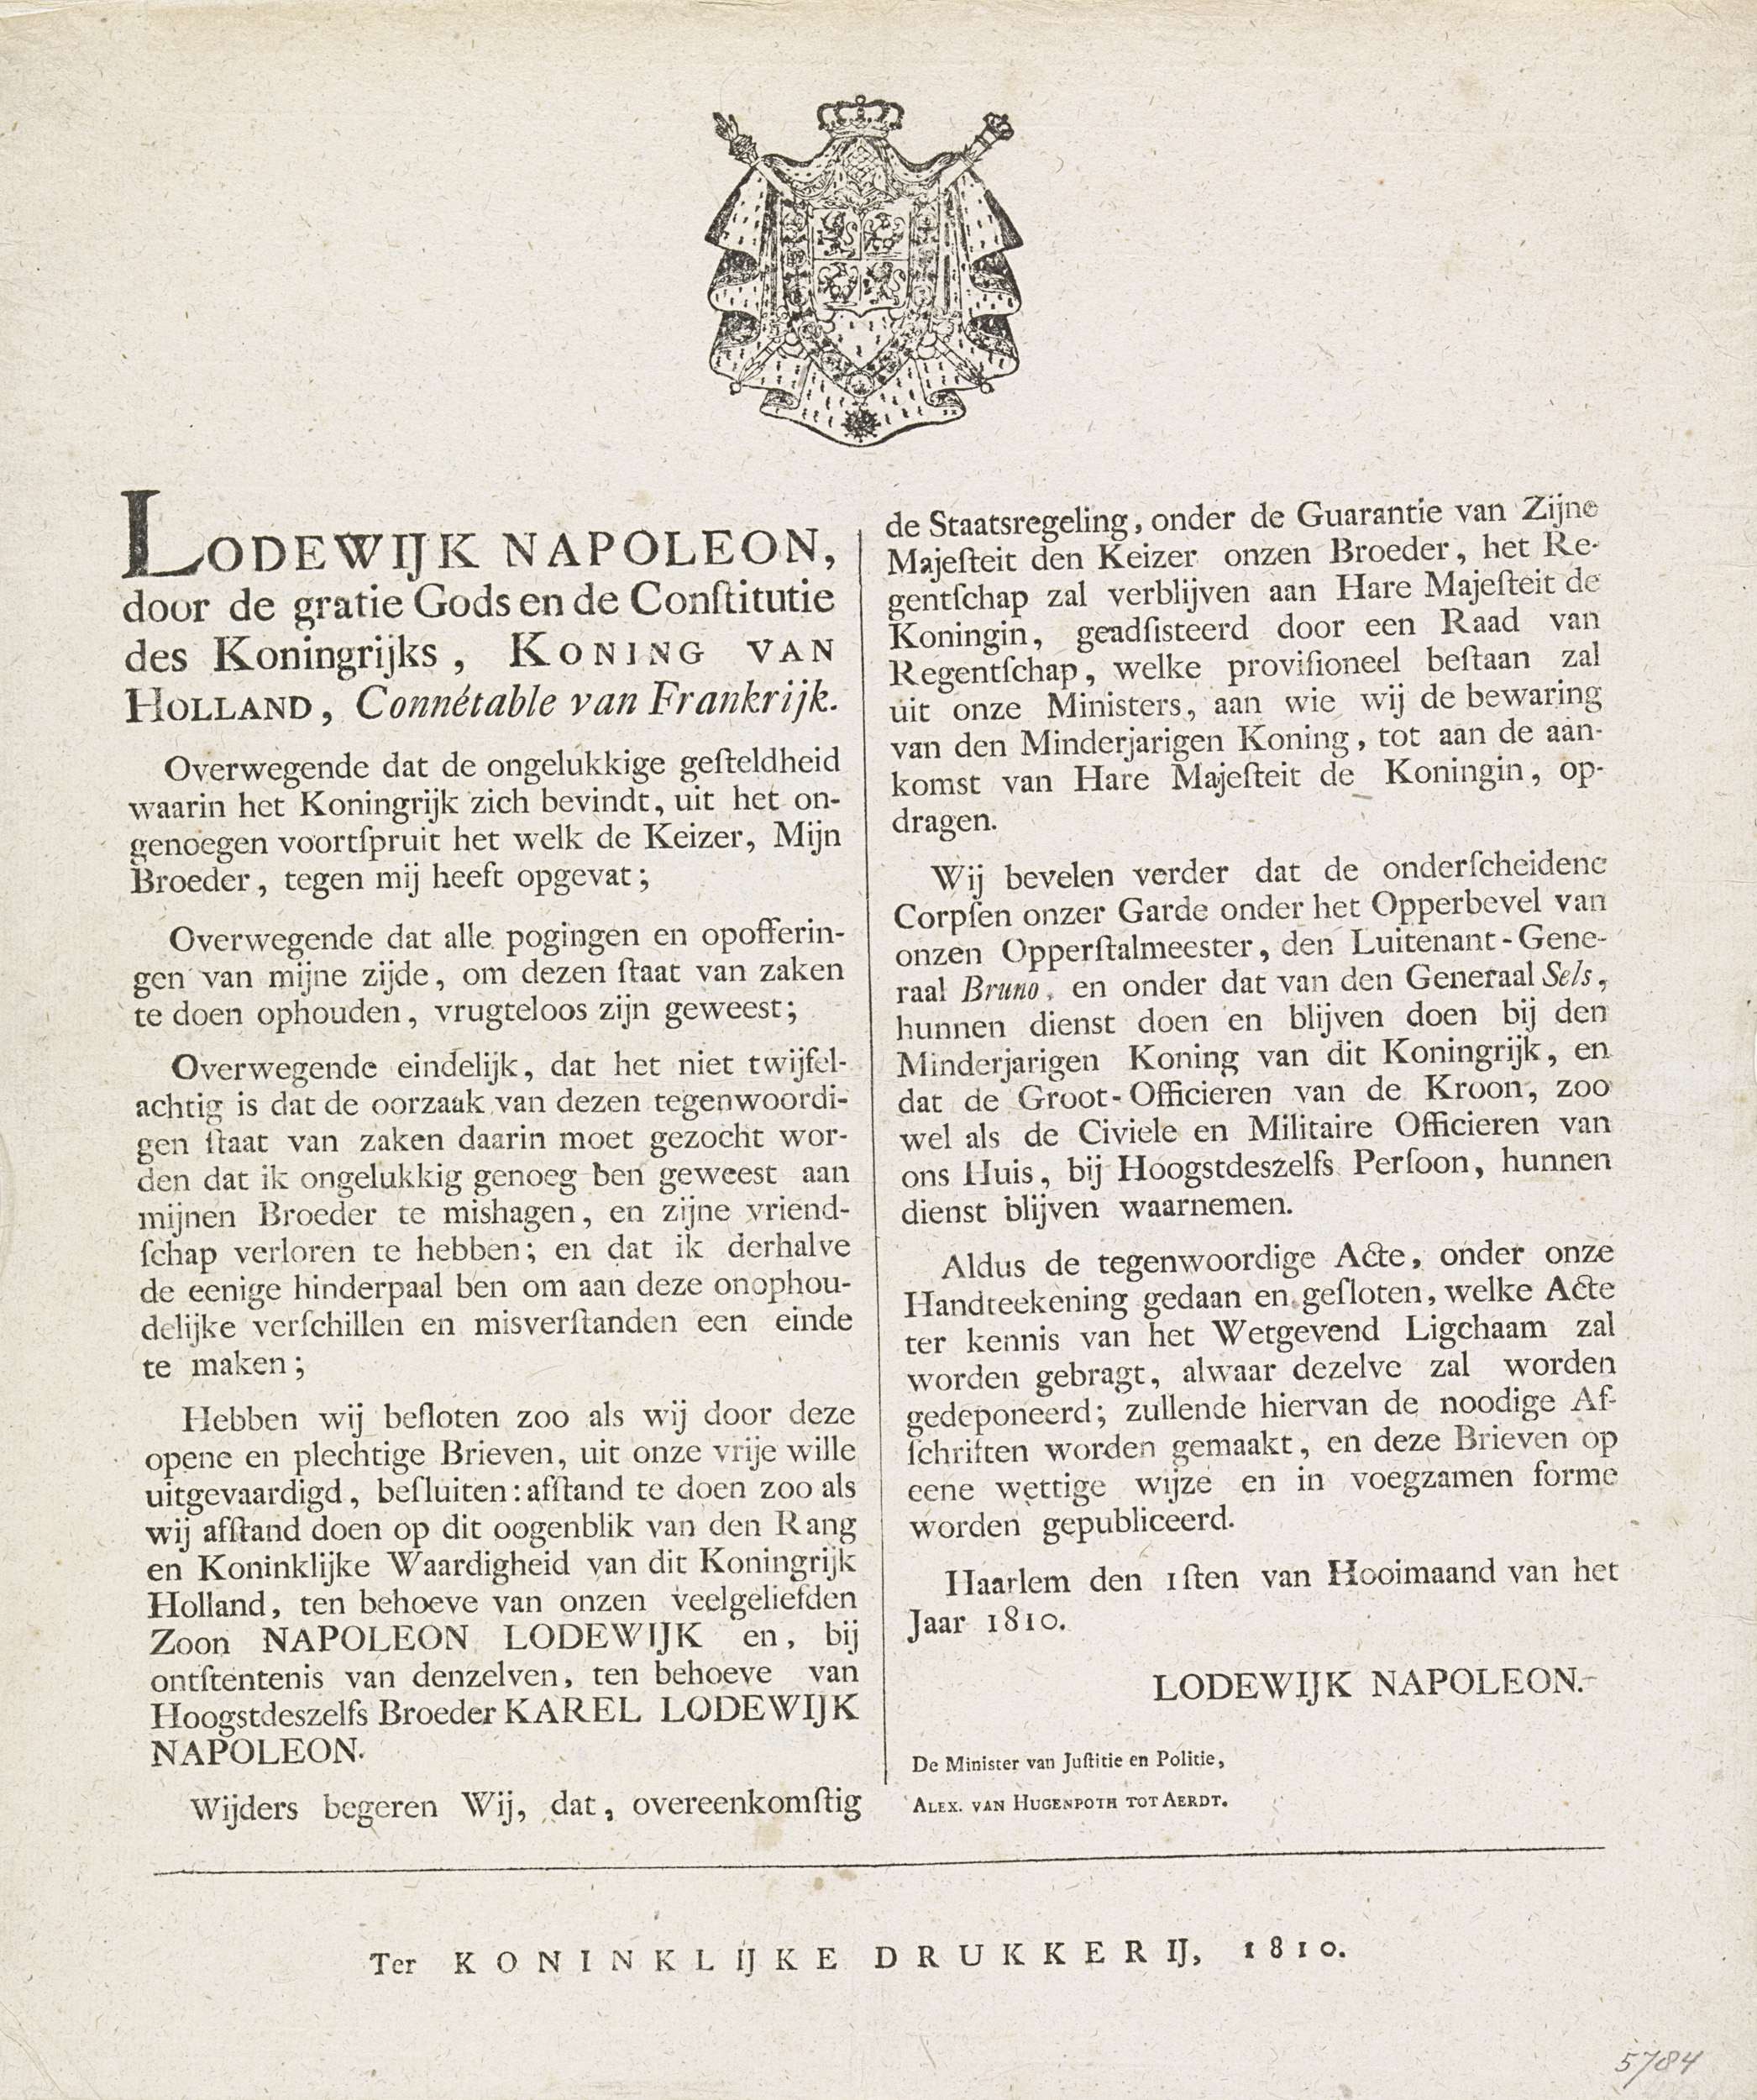 LODEWIJK NAPOLEON,
door de gratie Gods en de Conſtitutie
des Koningrijks, KONING VAN
HOLLAND, Connétable van Frankrijk.
Overwegende dat de ongelukkige geſteldheid
waarin het Koningrijk zich bevindt, uit het on-
genoegen voortſpruit het welk de Keizer, Mijn
Broeder, tegen mij heeft opgevat;
Overwegende dat alle pogingen en opofferin-
gen van mijne zijde, om dezen ſtaat van zaken
te doen ophouden, vrugteloos zijn geweest;
Overwegende eindelijk, dat het niet twijfel-
achtig is dat de oorzaak van dezen tegenwoordi-
gen ſtaat van zaken daarin moet gezocht wor-
den dat ik ongelukkig genoeg ben geweest aan
mijnen Broeder te mishagen, en zijne vriend-
ſchap verloren te hebben; en dat ik derhalve
de eenige hinderpaal ben om aan deze onophou-
delijke verſchillen en misverſtanden een einde
te maken;
Hebben wij beſloten zoo als wij door deze
opene en plechtige Brieven, uit onze vrije wille
uitgevaardigd, beſluiten: afſtand te doen zoo als
wij afſtand doen op dit oogenblik van den Rang
en Koninklijke Waardigheid van dit Koningrijk
Holland, ten behoeve van onzen veelgeliefden
Zoon NAPOLEON LODEWIJK en, bij
ontſtentenis van denzelven, ten behoeve van
Hoogstdeszelfs Broeder KAREL LODEWIJK
NAPOLEON.
Wijders begeren Wij, dat, overeenkomſtig
de Staatsregeling, onder de Guarantie van Zijne
Majeſteit den Keizer onzen Broeder, het Re-
gentſchap zal verblijven aan Hare Majeſteit de
Koningin, geadſisteerd door een Raad van
Regentſchap, welke proviſioneel beſtaan zal
uit onze Ministers, aan wie wij de bewaring
van den Minderjarigen Koning, tot aan de aan-
komst van Hare Majeſteit de Koningin, op-
dragen.
Wij bevelen verder dat de onderſcheidene
Corpſen onzer Garde onder het Opperbevel van
onzen Opperſtalmeester, den Luitenant-Gene-
raal Bruno, en onder dat van den Generaal Sels,
hunnen dienst doen en blijven doen bij den
Minderjarigen Koning van dit Koningrijk, en
dat de Groot-Officieren van de Kroon, zoo
wel als de Civiele en Militaire Officieren van
ons Huis, bij Hoogstdeszelfs Perſoon, hunnen
dienst blijven waarnemen.
Aldus de tegenwoordige Acte, onder onze
Handteekening gedaan en geſloten, welke Acte
ter kennis van het Wetgevend Ligchaam zal
worden gebragt, alwaar dezelve zal worden
gedeponeerd; zullende hiervan de noodige Af-
ſchriften worden gemaakt, en deze Brieven op
eene wettige wijze en in voegzamen forme
worden gepubliceerd.
Haarlem den 1ſten van Hooimaand van het
Jaar 1810.
LODEWIJK NAPOLEON.
De Minister van Juſtitie en Politie,
ALEX. VAN HUGENPOTH TOT AERDT.
Ter KONINKLIJKE DRUKKERIJ, 1810.
5784